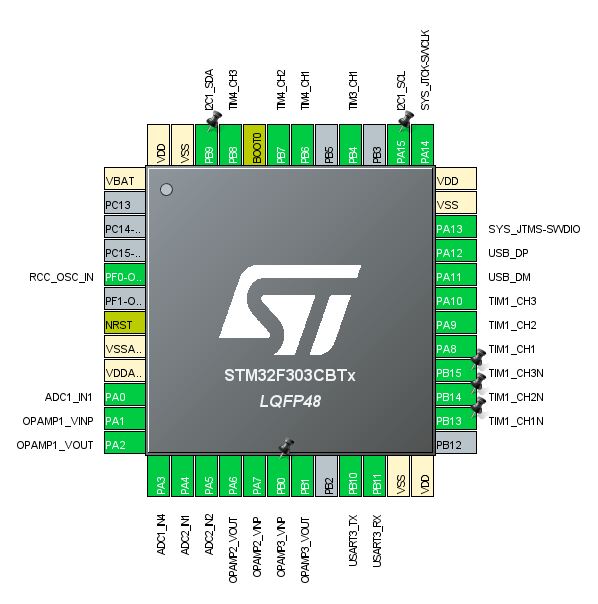 I2C1_SDA
TIM4_CH3
TIM4_CH2
TIM4_CH1
TIM3_CH1
I2C1_SCL
SYS_JTCK-SWCLK
VDD
VSS
PB9
PB8
BOOT0
PB7
PB6
PB5
PB4
PB3
PA15
PA14
VBAT
PC13
PC14-..
PC15-..
RCC_OSC_IN PF0-O..
PF1-O..
NRST
VSSA..
VDDA..
ADC1_IN1 PA0
OPAMP1_VINP PA1
OPAMP1_VOUT PA2
ST
STM32F303CBTx
LQFP48
VDD
VSS
PA13 SYS_JTMS-SWDIO
PA12 USB_DP
PA11 USB_DM
PA10 TIM1_CH3
PA9 TIM1_CH2
PA8 TIM1_CH1
PB15 TIM1_CH3N
PB14 TIM1_CH2N
PB13 TIM1_CH1N
PB12
PA3
PA4
PA5
PA6
PA7
PB0
PB1
PB2
PB10
PB11
VSS
VDD
ADC1_IN4
ADC2_IN1
ADC2_IN2
OPAMP2_VOUT
OPAMP2_VINP
OPAMP3_VINP
OPAMP3_VOUT
USART3_TX
USART3_RX